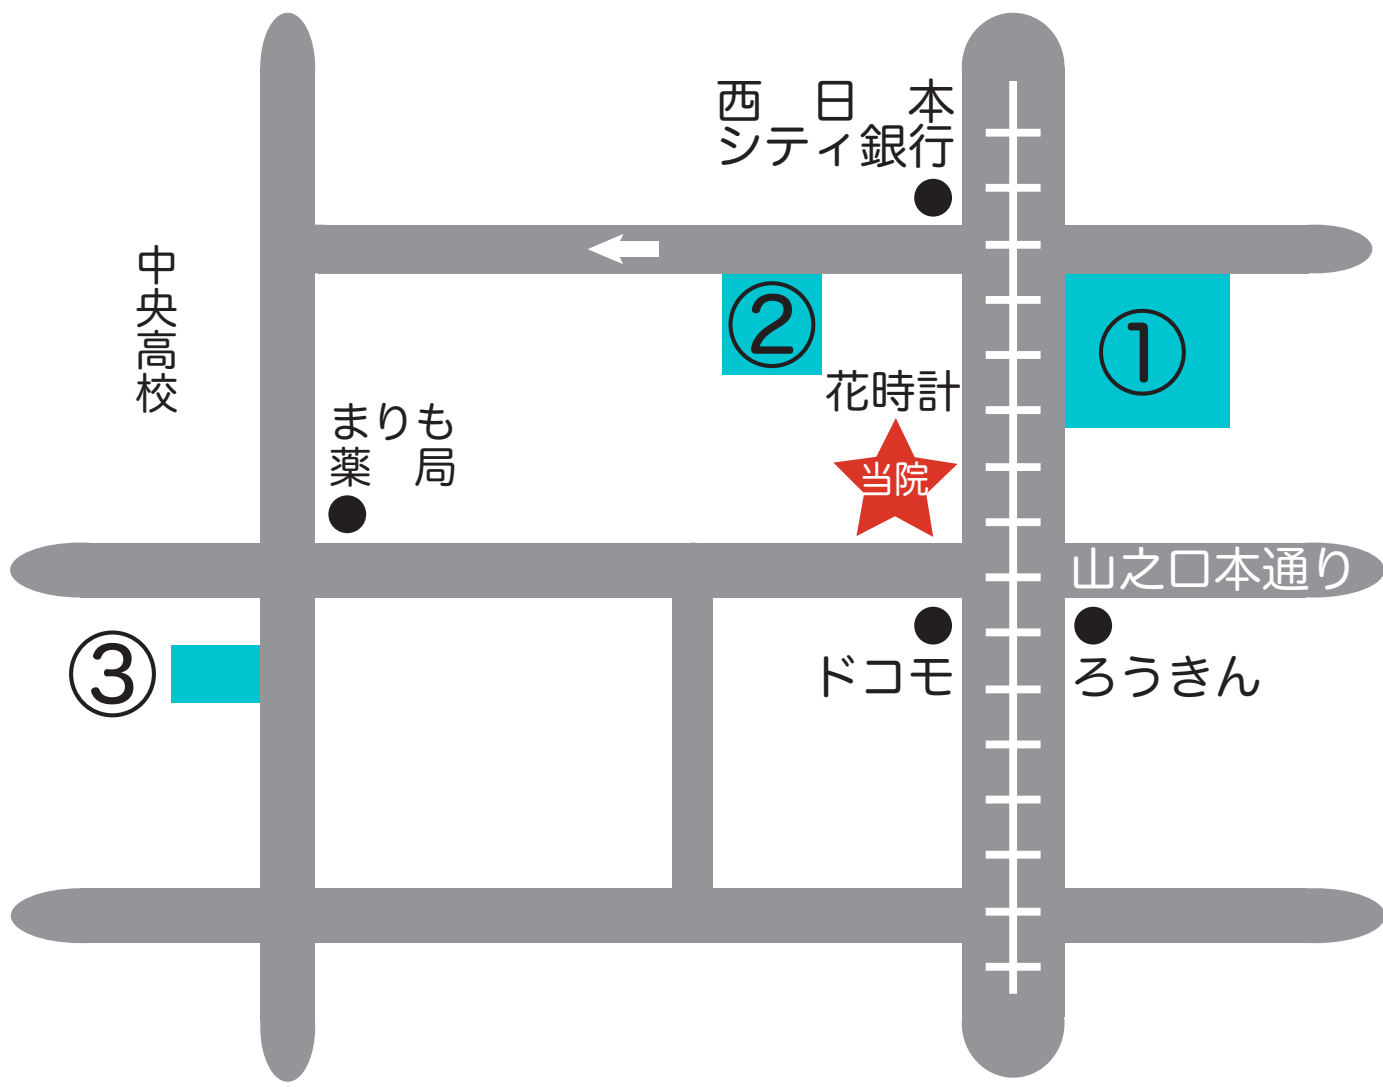 西日本
シティ銀行
中央高校
②
①
花時計
まりも
薬局
当院
山之口本通り
③
ドコモ
ろうきん